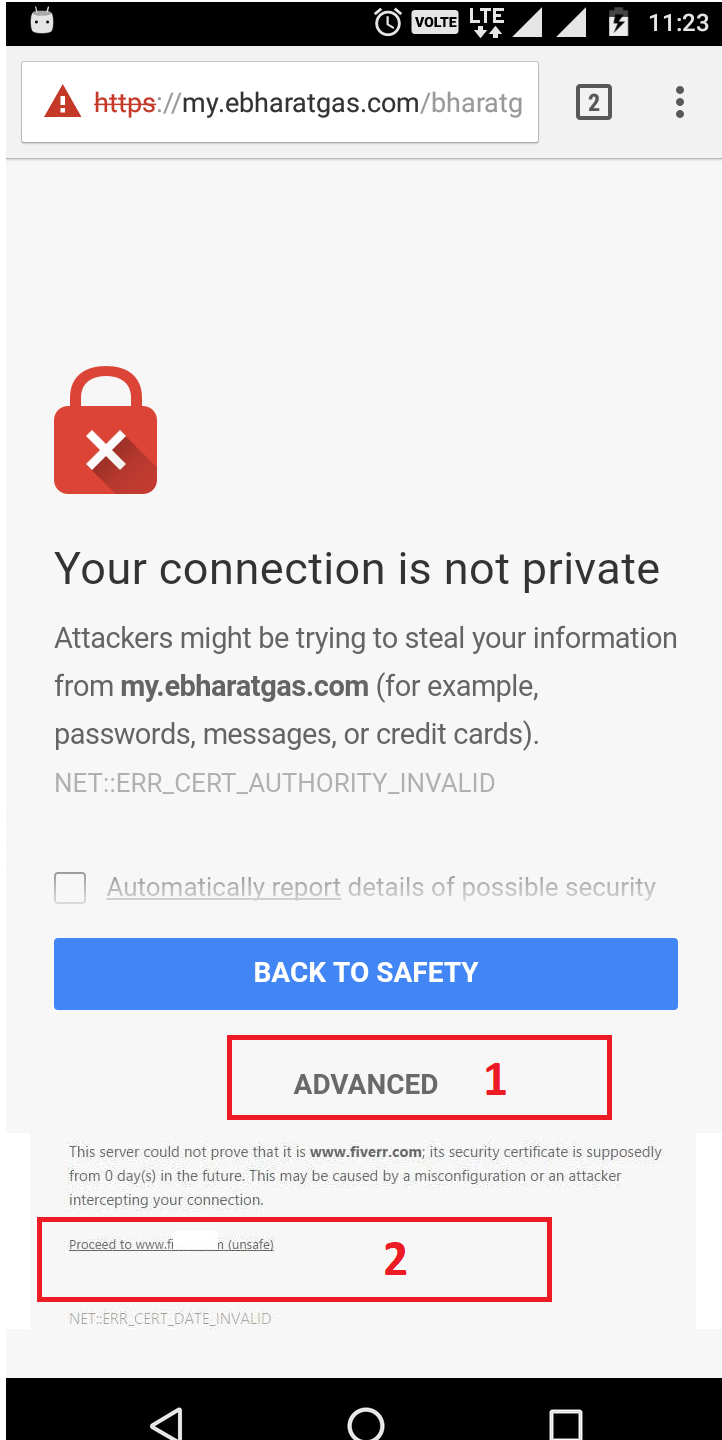 VOLTE LTE 11:23
https://my.ebharatgas.com/bharatg 2
Your connection is not private
Attackers might be trying to steal your information
from my.ebharatgas.com (for example,
passwords, messages, or credit cards).
NET::ERR_CERT_AUTHORITY_INVALID
Automatically report details of possible security
BACK TO SAFETY
ADVANCED 1
This server could not prove that it is www.fiverr.com; its security certificate is supposedly
from 0 day(s) in the future. This may be caused by a misconfiguration or an attacker
intercepting your connection.
Proceed to www.fi m (unsafe) 2
NET::ERR_CERT_DATE_INVALID